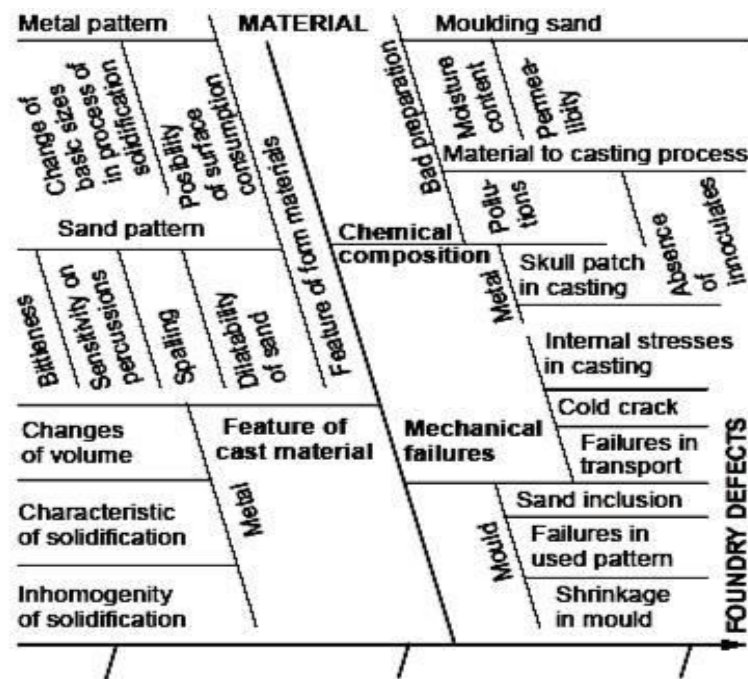 Metal pattern
MATERIAL
Moulding sand
Change of
basic sizes
in process of
solidification
Posibility
of surface
consumption
Feature of form materials
Bad preparation
Moisture
content
Permea-
libity
Material to casting process
Sand pattern
Chemical
composition
Pollu-
tions
Absence
of
innoculates
Metal
Skull patch
in casting
Bittleness
Sensitivity on
percussions
Spalling
Dilatability
of sand
Internal stresses
in casting
Cold crack
Failures in
transport
Changes
of volume
Feature of
cast material
Mechanical
failures
Metal
Characteristic
of solidification
Inhomogenity
of solidification
Mould
Sand inclusion
Failures in
used pattern
Shrinkage
in mould
FOUNDRY DEFECTS